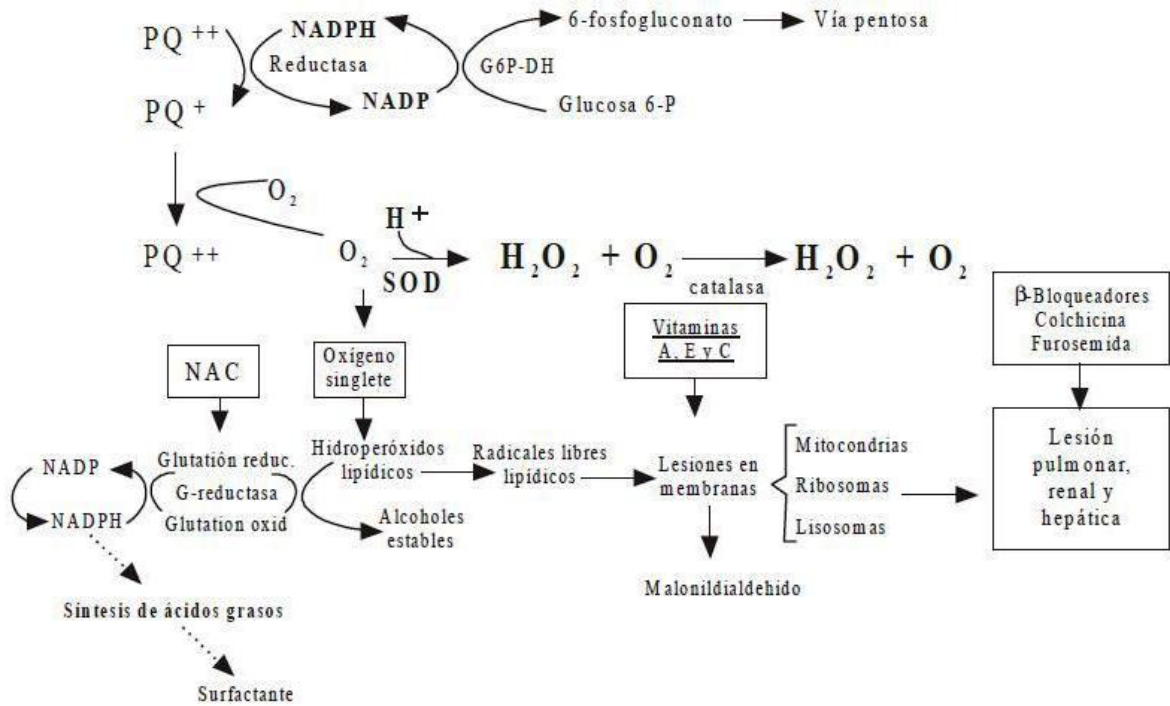 PQ ++
NADPH
6-fosfogluconato
Vía pentosa
Reductasa
G6P-DH
PQ +
NADP
Glucosa 6-P
O2
H+
PQ ++
O2
SOD
H2O2 + O2
catalasa
H2O2 + O2
β-Bloqueadores
Colchicina
Furosemida
Vitaminas
A, E y C
NAC
Oxígeno
singlete
NADP
Glutatión reduc.
G-reductasa
NADPH
Glutation oxid
Hidroperóxidos
lipídicos
Radicales libres
lipídicos
Alcoholes
estables
Lesiones en
membranas
Mitocondrías
Ribosomas
Lisosomas
Lesión
pulmonar,
renal y
hepática
Malonildialdehido
Síntesis de ácidos grasos
Surfactante